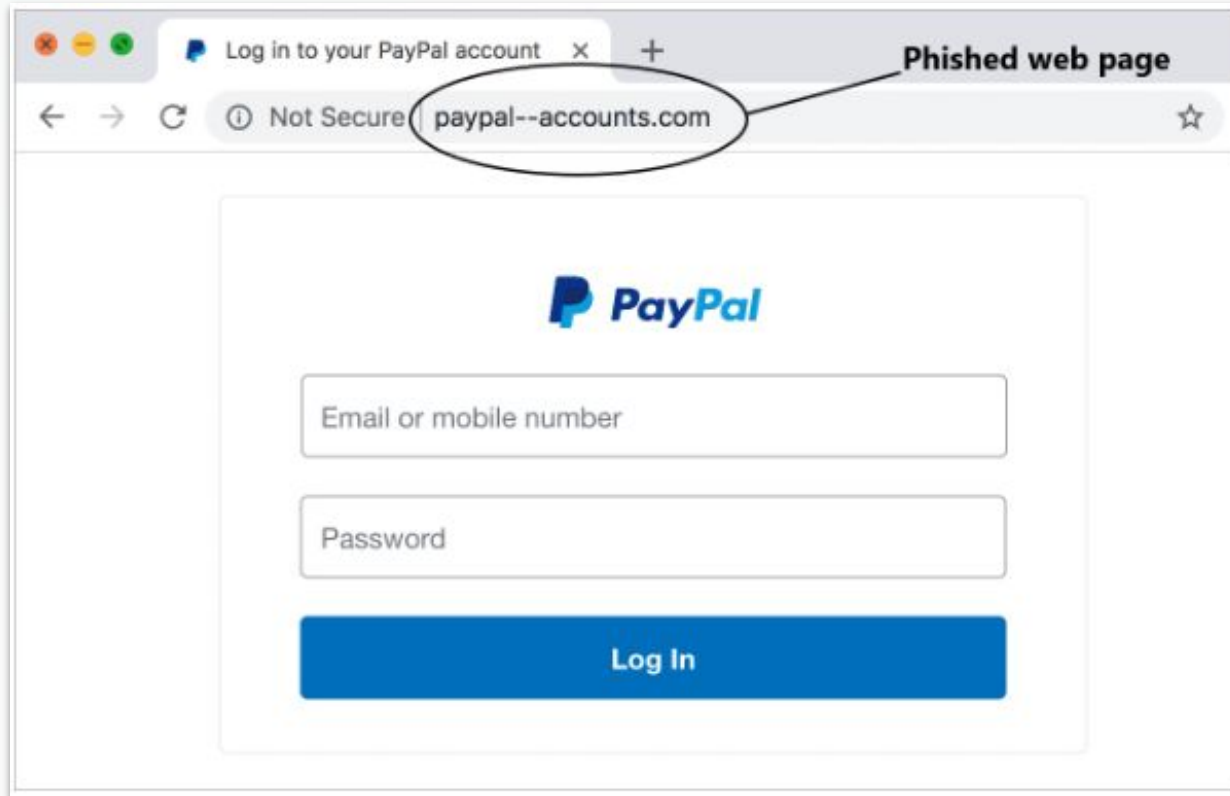 Log in to your PayPal account
Phished web page
Not Secure
paypal--accounts.com
PayPal
Email or mobile number
Password
Log In